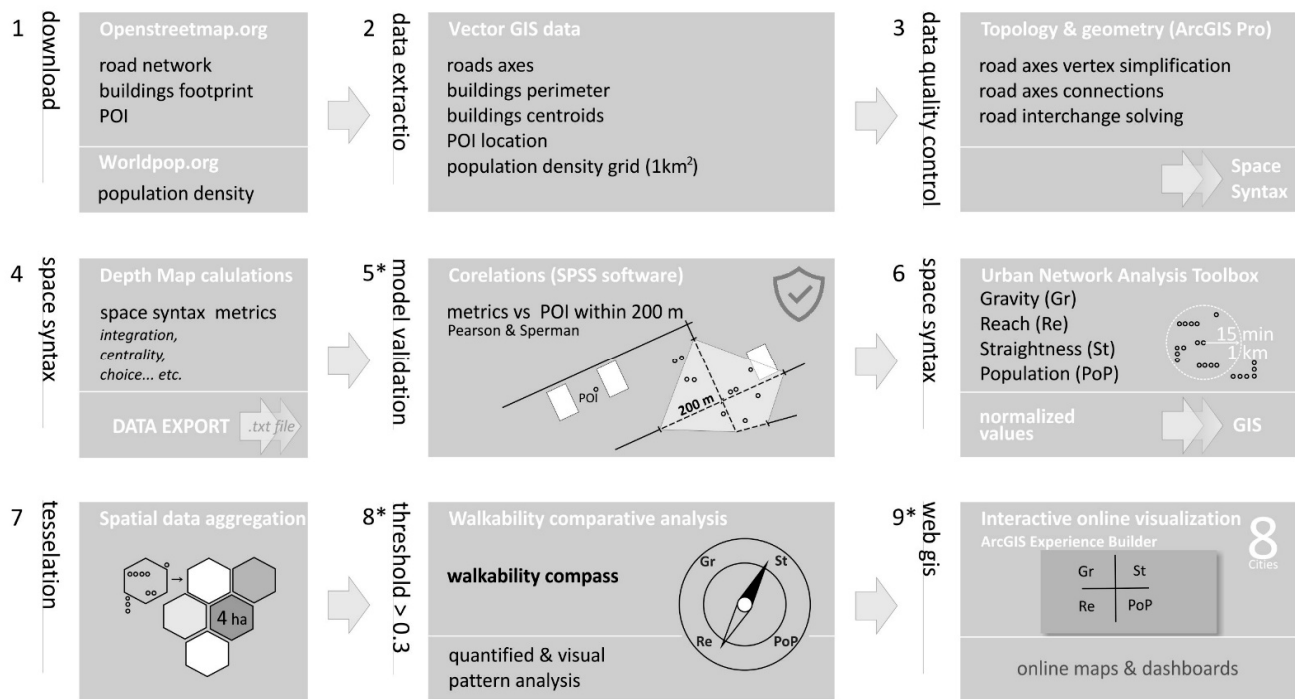 1
download
Openstreetmap.org
road network
buildings footprint
POI
Worldpop.org
population density
2
data extractio
Vector GIS data
roads axes
buildings perimeter
buildings centroids
POI location
population density grid (1km²)
3
data quality control
Topology & geometry (ArcGIS Pro)
road axes vertex simplification
road axes connections
road interchange solving
Space
Syntax
4
space syntax
Depth Map calulations
space syntax metrics
integration,
centrality,
choice... etc.
DATA EXPORT
.txt file
5*
model validation
Corelations (SPSS software)
metrics vs POI within 200 m
Pearson & Sperman
POI
200 m
6
space syntax
Urban Network Analysis Toolbox
Gravity (Gr)
Reach (Re)
Straightness (St)
Population (PoP)
15 min
1 km
normalized
values
GIS
7
tesselation
Spatial data aggregation
4 ha
8*
threshold > 0.3
Walkability comparative analysis
walkability compass
Gr
St
Re
PoP
quantified & visual
pattern analysis
9*
web gis
Interactive online visualization
ArcGIS Experience Builder
8
Cities
Gr
St
Re
PoP
online maps & dashboards